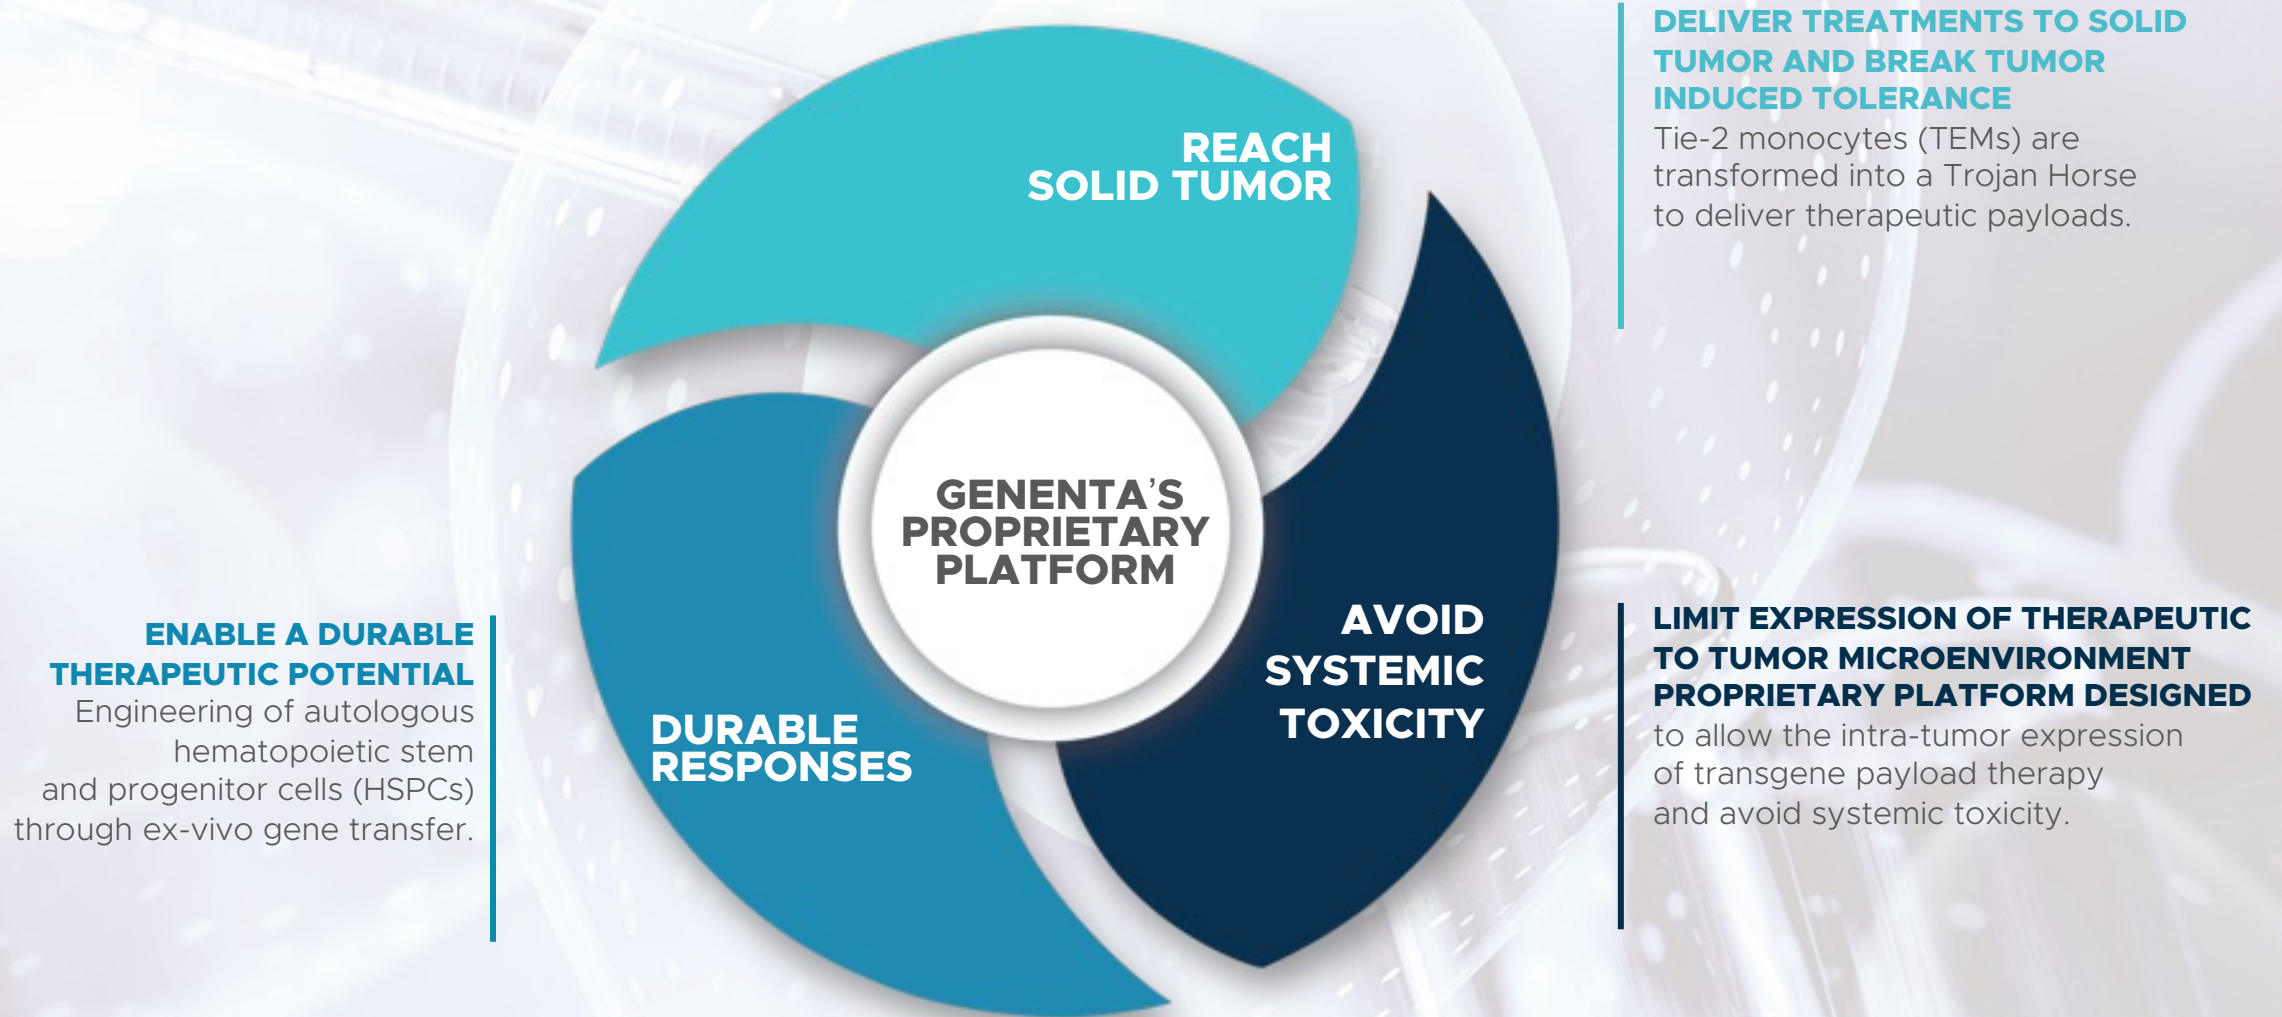 DELIVER TREATMENTS TO SOLID
TUMOR AND BREAK TUMOR
INDUCED TOLERANCE
Tie-2 monocytes (TEMs) are
transformed into a Trojan Horse
to deliver therapeutic payloads.
REACH
SOLID TUMOR
GENENTA'S
PROPRIETARY
PLATFORM
AVOID
SYSTEMIC
TOXICITY
LIMIT EXPRESSION OF THERAPEUTIC
TO TUMOR MICROENVIRONMENT
PROPRIETARY PLATFORM DESIGNED
to allow the intra-tumor expression
of transgene payload therapy
and avoid systemic toxicity.
ENABLE A DURABLE
THERAPEUTIC POTENTIAL
Engineering of autologous
hematopoietic stem
and progenitor cells (HSPCs)
through ex-vivo gene transfer.
DURABLE
RESPONSES